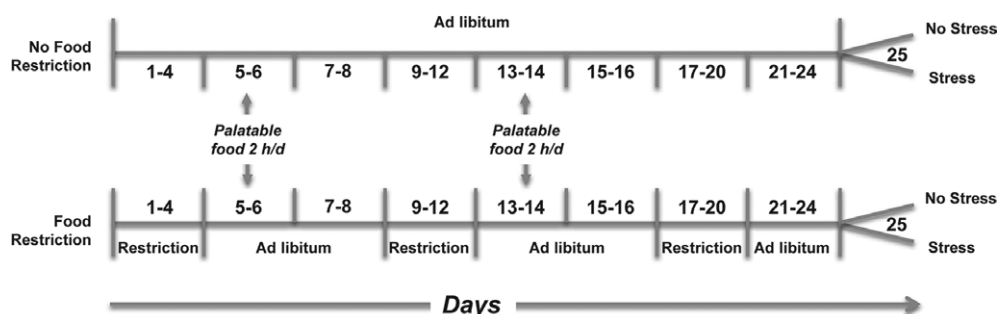 Ad libitum
No Food
Restriction
1-4 5-6 7-8 9-12 13-14 15-16 17-20 21-24
No Stress
25
Stress
Palatable
food 2 h/d
Palatable
food 2 h/d
Food
Restriction
1-4 5-6 7-8 9-12 13-14 15-16 17-20 21-24
Restriction Ad libitum Restriction Ad libitum Restriction Ad libitum
No Stress
25
Stress
Days